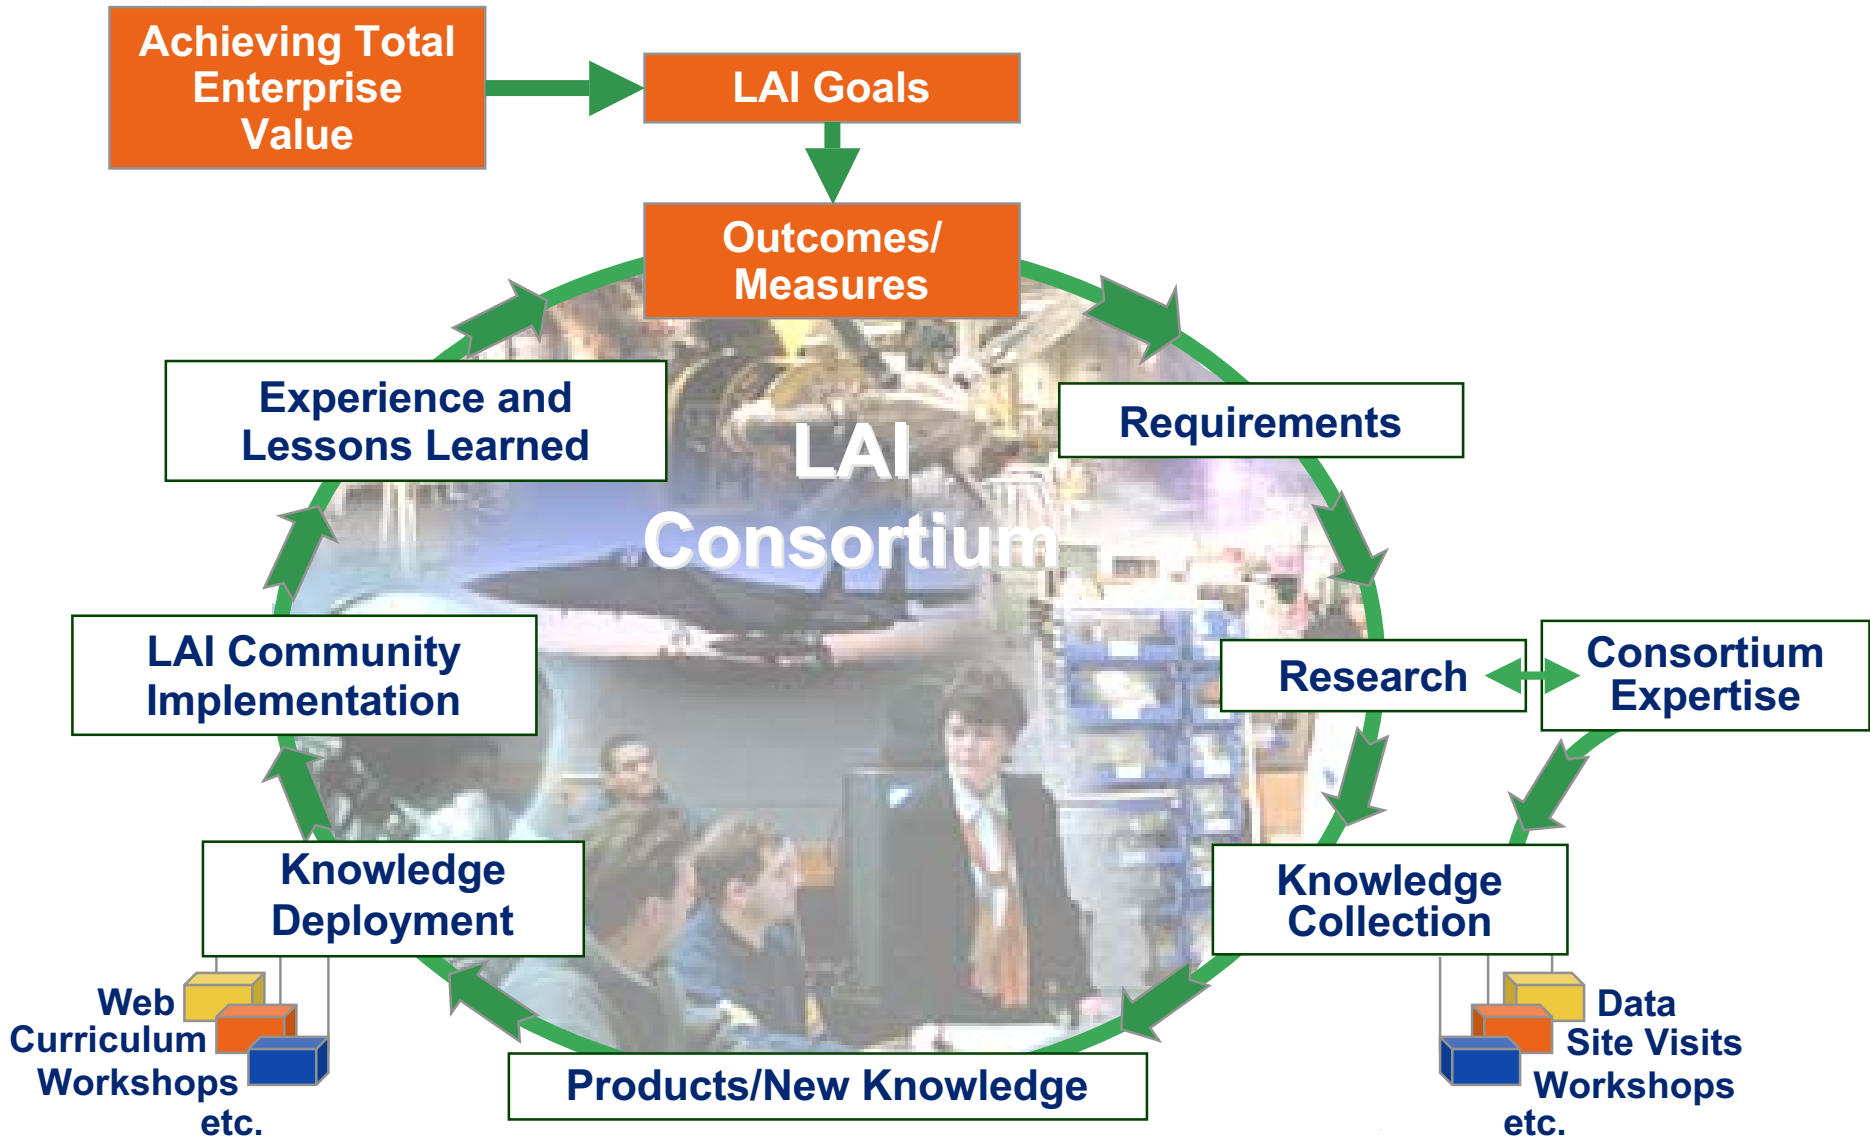 Achieving Total
Enterprise
Value
LAI Goals
Outcomes/
Measures
Experience and
Lessons Learned
Requirements
LAI
Consortium
LAI Community
Implementation
Research
Consortium
Expertise
Knowledge
Deployment
Knowledge
Collection
Web
Curriculum
Workshops
etc.
Data
Site Visits
Workshops
etc.
Products/New Knowledge